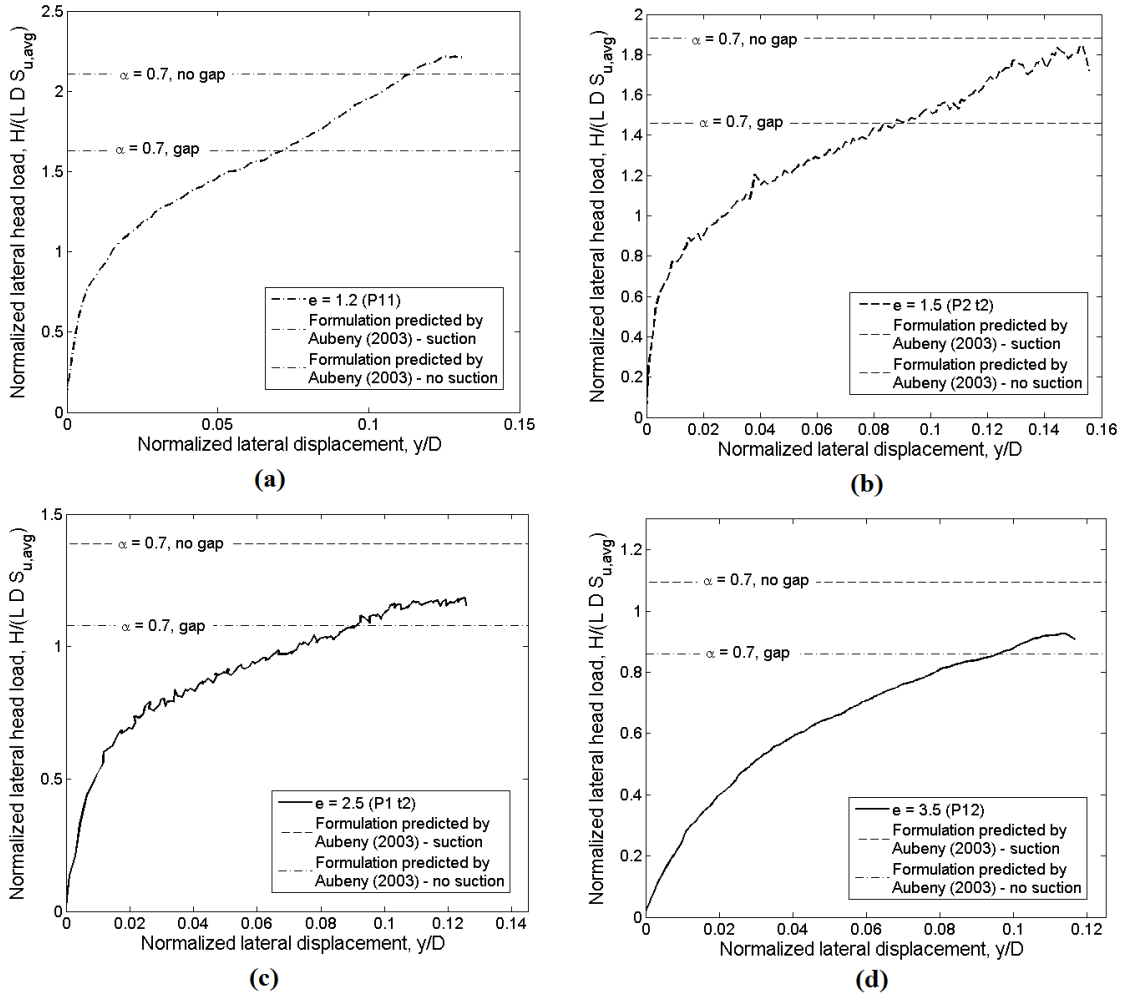 Normalized lateral head load, H/(L D Su,avg)
2.5
2
1.5
1
0.5
0
α = 0.7, no gap
α = 0.7, gap
e = 1.2 (P11)
Formulation predicted by
Aubeny (2003) - suction
Formulation predicted by
Aubeny (2003) - no suction
0 0.05 0.1 0.15
Normalized lateral displacement, y/D
(a)
Normalized lateral head load, H/(L D Su,avg)
2
1.8
1.6
1.4
1.2
1
0.8
0.6
0.4
0.2
0
α = 0.7, no gap
α = 0.7, gap
e = 1.5 (P2 t2)
Formulation predicted by
Aubeny (2003) - suction
Formulation predicted by
Aubeny (2003) - no suction
0 0.02 0.04 0.06 0.08 0.1 0.12 0.14 0.16
Normalized lateral displacement, y/D
(b)
Normalized lateral head load, H/(L D Su,avg)
1.5
1
0.5
0
α = 0.7, no gap
α = 0.7, gap
e = 2.5 (P1 t2)
Formulation predicted by
Aubeny (2003) - suction
Formulation predicted by
Aubeny (2003) - no suction
0 0.02 0.04 0.06 0.08 0.1 0.12 0.14
Normalized lateral displacement, y/D
(c)
Normalized lateral head load, H/(L D Su,avg)
1.2
1
0.8
0.6
0.4
0.2
0
α = 0.7, no gap
α = 0.7, gap
e = 3.5 (P12)
Formulation predicted by
Aubeny (2003) - suction
Formulation predicted by
Aubeny (2003) - no suction
0 0.02 0.04 0.06 0.08 0.1 0.12
Normalized lateral displacement, y/D
(d)